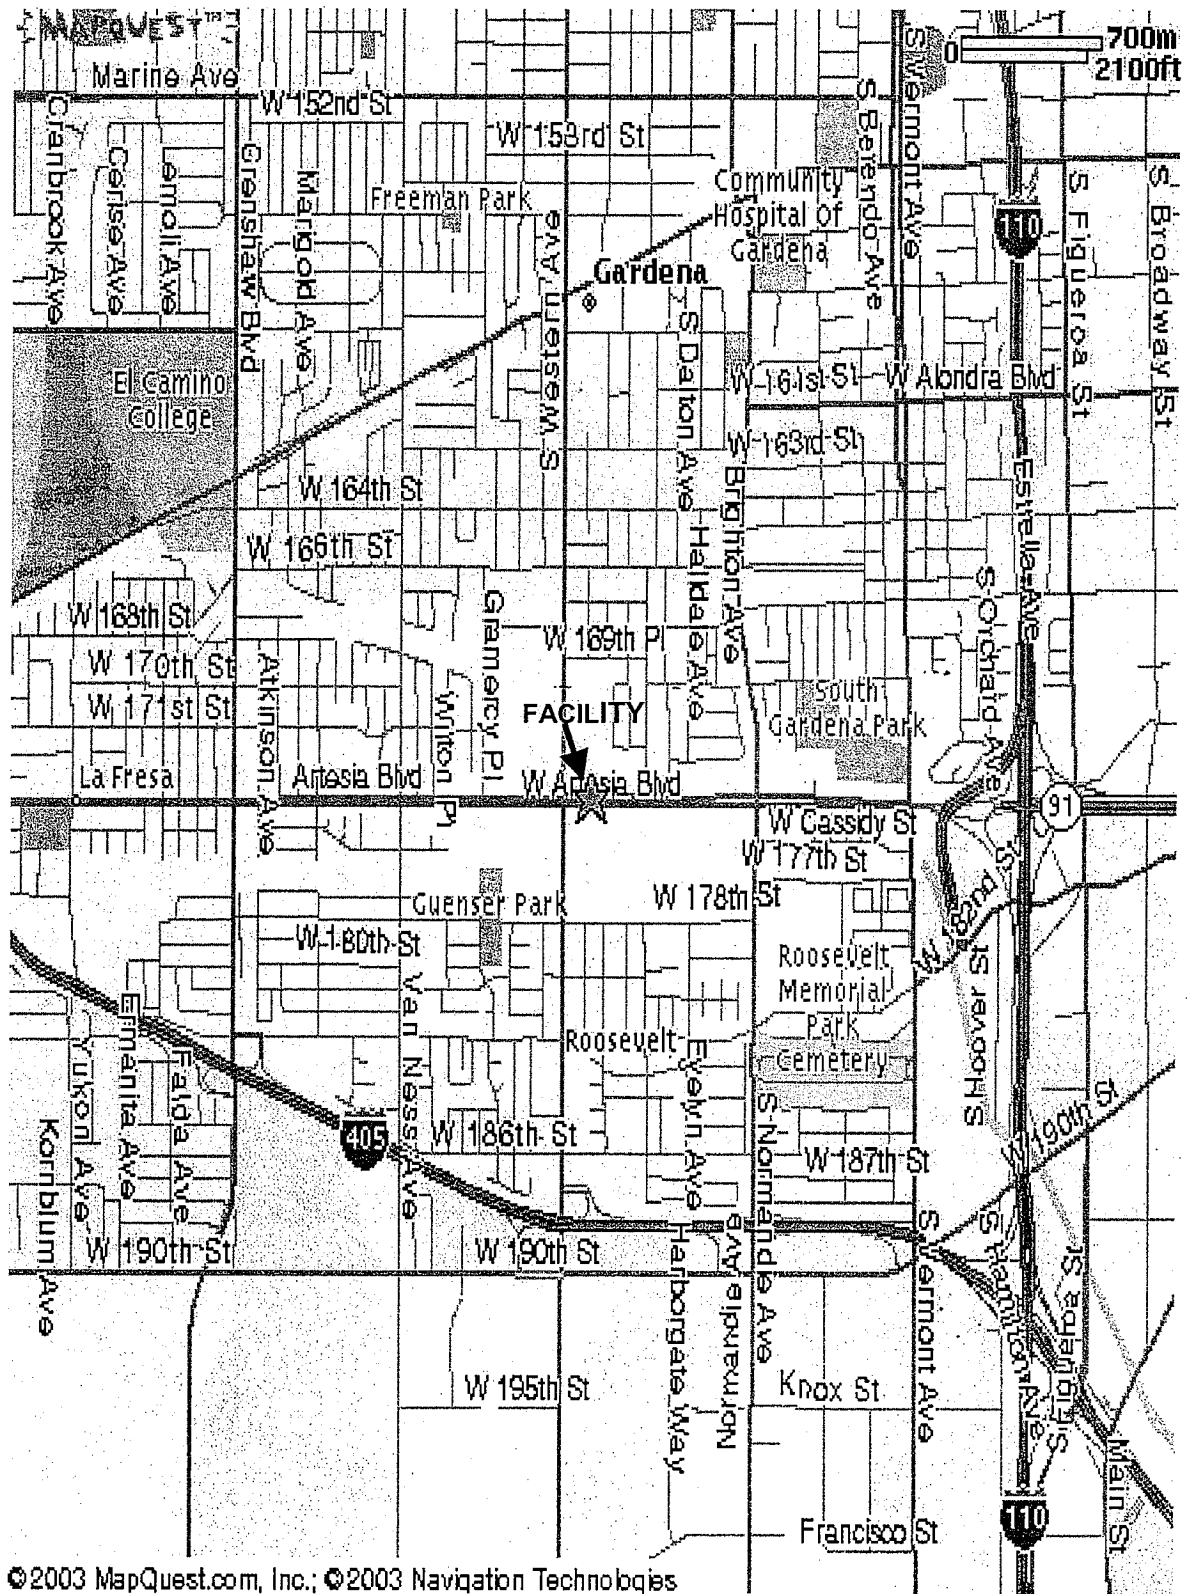 MAPQUEST™
0 700m
2100ft
Marine Ave
W 152nd St
W 153rd St
Cranbrook Ave
Cerise Ave
Lemoli Ave
Crenshaw Blvd
Marigold Ave
Freeman Park
S Western Ave
Community
Hospital Of
Gardena
S Berendo Ave
S Vermont Ave
110
S Figueroa St
S Broadway St
Gardena
El Camino
College
S Dalton Ave
W 161st St
W Alondra Blvd
W 163rd St
W 164th St
Brighton Ave
Estrella Ave
W 166th St
Halldale Ave
S Orchard Ave
W 168th St
Gramercy Pl
W 169th Pl
W 170th St
Atkinson Ave
W 171st St
Wilton Pl
FACILITY
South
Gardena Park
La Fresa
Artesia Blvd
W Artesia Blvd
91
W Cassidy St
W 177th St
W 182nd St
Guenser Park
W 178th St
W 180th St
Roosevelt
Memorial
Park
Cemetery
S Hoover St
Van Ness Ave
Roosevelt
Ermanita Ave
Yukon Ave
Falda Ave
Evelyn Ave
Kornblum Ave
405
W 186th St
S Normandie Ave
W 187th St
W 190th St
W 190th St
W 190th St
Harborgate Way
Normandie Ave
S Vermont Ave
S Hamilton Ave
S Figueroa St
W 195th St
Knox St
Main St
110
Francisco St
©2003 MapQuest.com, Inc.; ©2003 Navigation Technologies